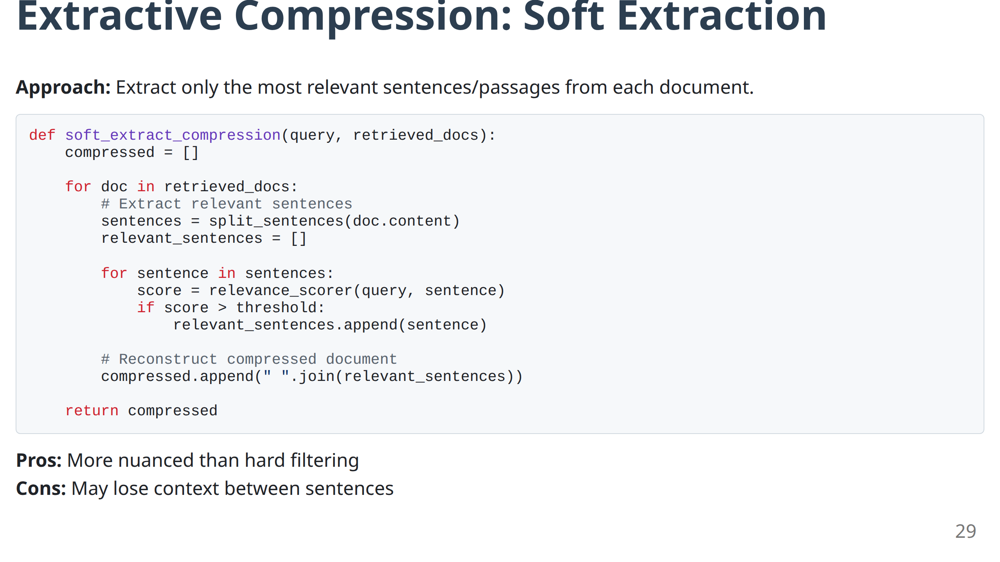 Extractive Compression: Soft Extraction
Approach: Extract only the most relevant sentences/passages from each document.
def soft_extract_compression(query, retrieved_docs):
    compressed = []
    for doc in retrieved_docs:
        # Extract relevant sentences
        sentences = split_sentences(doc.content)
        relevant_sentences = []
        for sentence in sentences:
            score = relevance_scorer(query, sentence)
            if score > threshold:
                relevant_sentences.append(sentence)
        # Reconstruct compressed document
        compressed.append(" ".join(relevant_sentences))
    return compressed
Pros: More nuanced than hard filtering
Cons: May lose context between sentences
29